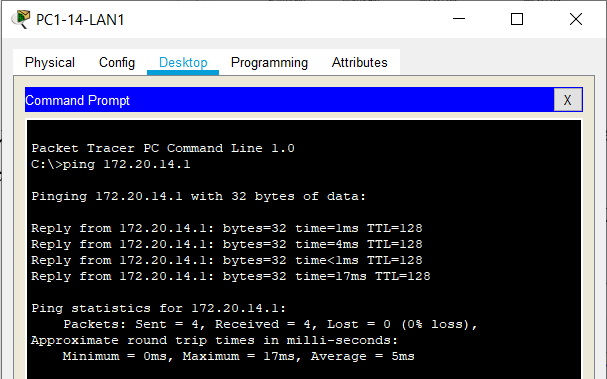 PC1-14-LAN1
Physical Config Desktop Programming Attributes
Command Prompt X
Packet Tracer PC Command Line 1.0
C:\>ping 172.20.14.1
Pinging 172.20.14.1 with 32 bytes of data:
Reply from 172.20.14.1: bytes=32 time=1ms TTL=128
Reply from 172.20.14.1: bytes=32 time=4ms TTL=128
Reply from 172.20.14.1: bytes=32 time<1ms TTL=128
Reply from 172.20.14.1: bytes=32 time=17ms TTL=128
Ping statistics for 172.20.14.1:
Packets: Sent = 4, Received = 4, Lost = 0 (0% loss),
Approximate round trip times in milli-seconds:
Minimum = 0ms, Maximum = 17ms, Average = 5ms